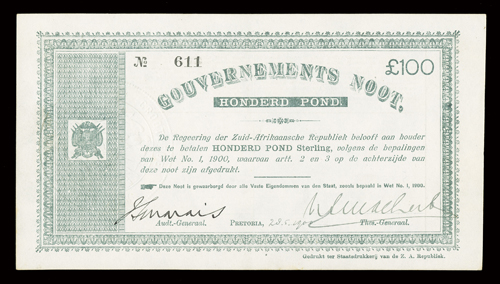 № 611
£100
GOUVERNEMENTS NOOT,
HONDERD POND.
De Regeering der Zuid-Afrikaansche Republiek belooft aan houder
dezes te betalen HONDERD POND Sterling, volgens de bepalingen
van Wet No. 1, 1900, waarvan artt. 2 en 3 op de achterzijde van
deze noot zijn afgedrukt.
Deze Noot is gewaarborgd door alle Vaste Eigendommen van den Staat, zooals bepaald in Wet No. 1, 1900.
Audt.-Generaal. PRETORIA, Thes.-Generaal.
Gedrukt ter Staatsdrukkerij van de Z. A. Republiek.